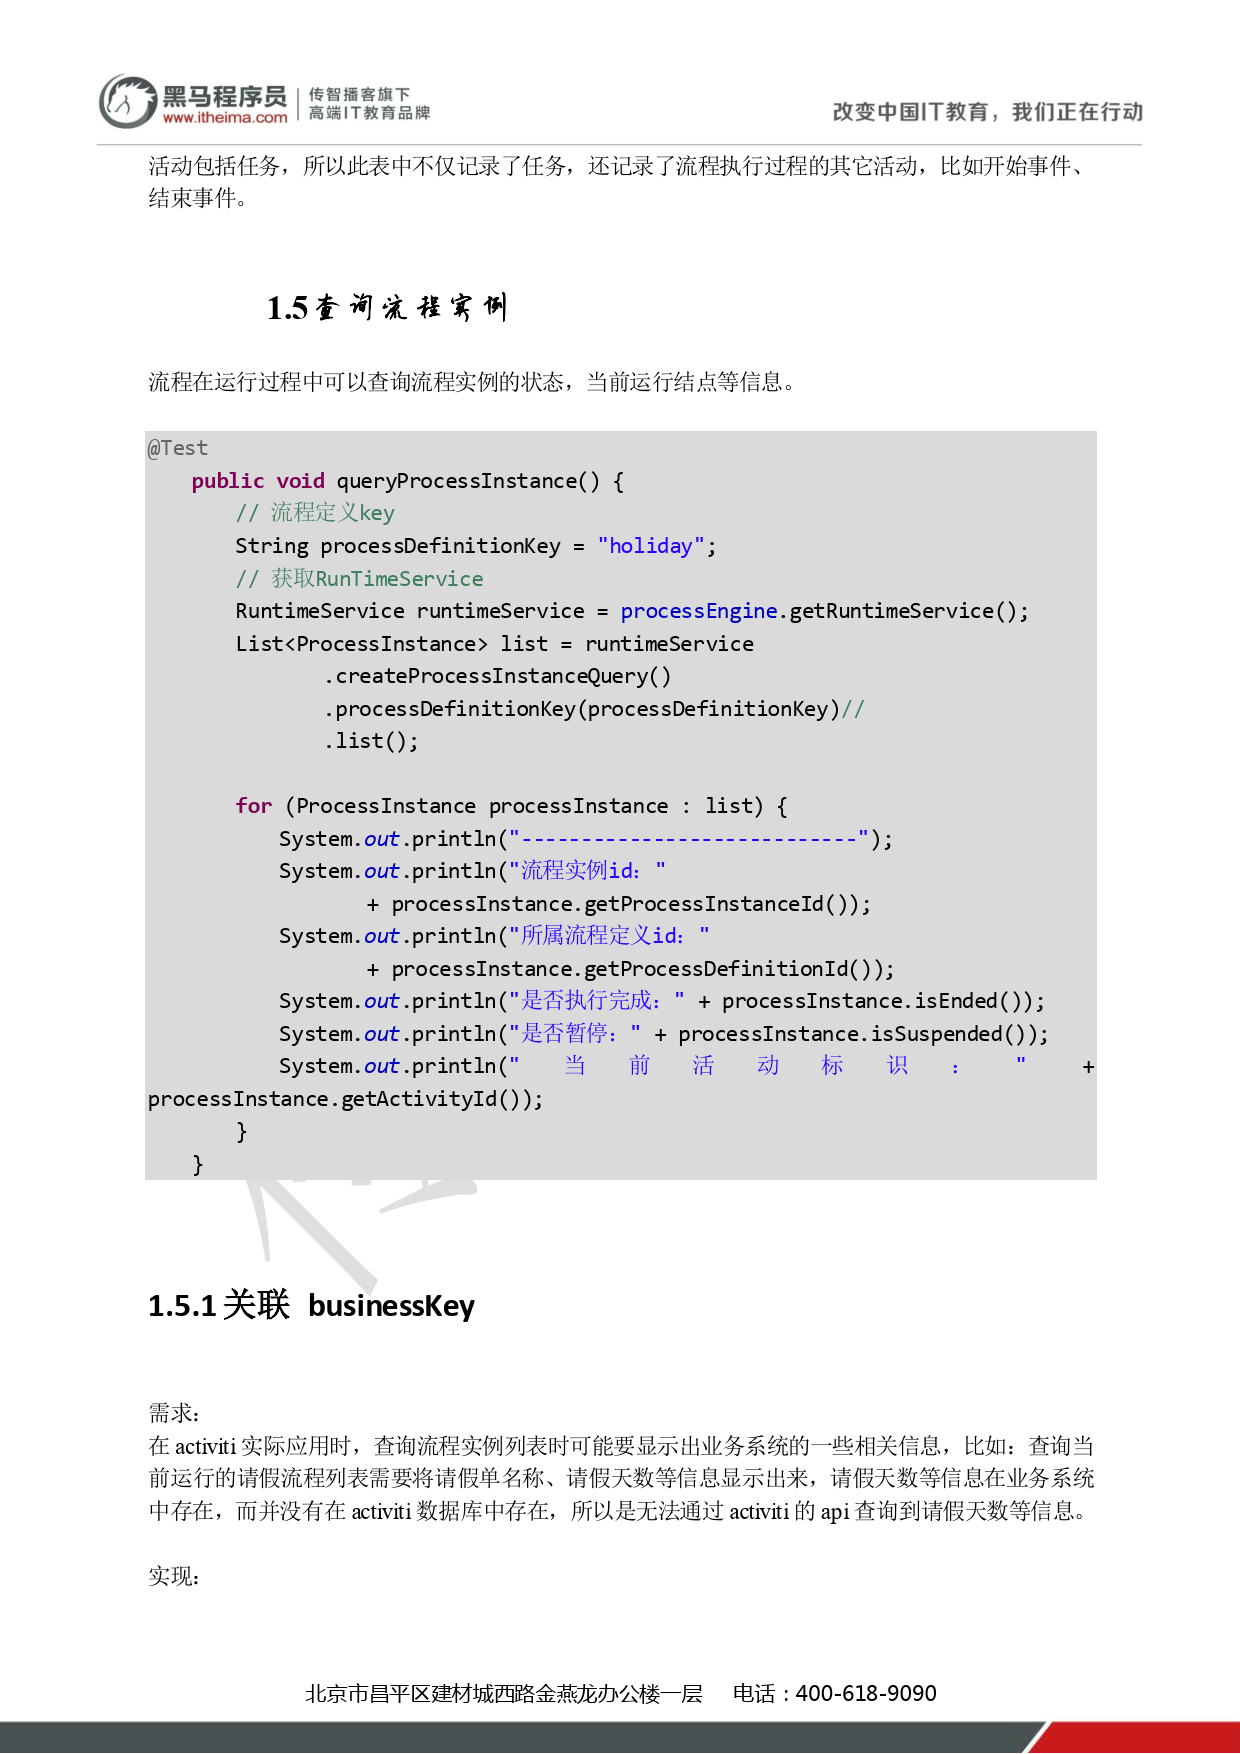 黑马程序员
www.itheima.com
传智播客旗下
高端IT教育品牌
改变中国IT教育，我们正在行动
活动包括任务，所以此表中不仅记录了任务，还记录了流程执行过程的其它活动，比如开始事件、
结束事件。
1.5查询流程实例
流程在运行过程中可以查询流程实例的状态，当前运行结点等信息。
@Test
public void queryProcessInstance() {
// 流程定义key
String processDefinitionKey = "holiday";
// 获取RunTimeService
RuntimeService runtimeService = processEngine.getRuntimeService();
List<ProcessInstance> list = runtimeService
.createProcessInstanceQuery()
.processDefinitionKey(processDefinitionKey)//
.list();
for (ProcessInstance processInstance : list) {
System.out.println("----------------------------");
System.out.println("流程实例id："
+ processInstance.getProcessInstanceId());
System.out.println("所属流程定义id："
+ processInstance.getProcessDefinitionId());
System.out.println("是否执行完成：" + processInstance.isEnded());
System.out.println("是否暂停：" + processInstance.isSuspended());
System.out.println(" 当 前 活 动 标 识 ： " +
processInstance.getActivityId());
}
}
1.5.1 关联 businessKey
需求：
在 activiti 实际应用时，查询流程实例列表时可能要显示出业务系统的一些相关信息，比如：查询当
前运行的请假流程列表需要将请假单名称、请假天数等信息显示出来，请假天数等信息在业务系统
中存在，而并没有在 activiti 数据库中存在，所以是无法通过 activiti 的 api 查询到请假天数等信息。
实现：
北京市昌平区建材城西路金燕龙办公楼一层 电话：400-618-9090